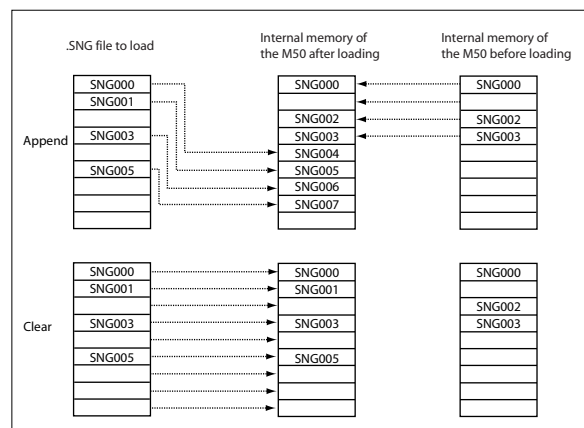 .SNG file to load
Internal memory of
the M50 after loading
Internal memory of
the M50 before loading
Append
SNG000
SNG001
SNG003
SNG005
SNG000
SNG002
SNG003
SNG004
SNG005
SNG006
SNG007
SNG000
SNG002
SNG003
Clear
SNG000
SNG001
SNG003
SNG005
SNG000
SNG001
SNG003
SNG005
SNG000
SNG002
SNG003